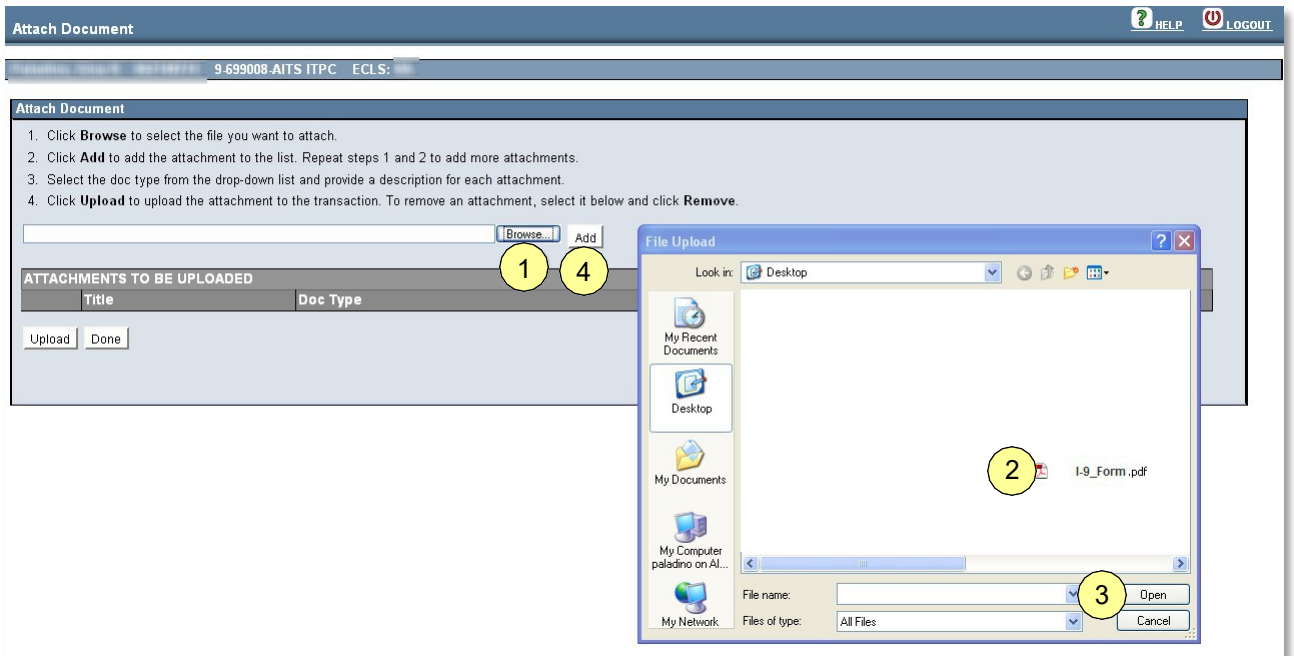 Attach Document
HELP
LOGOUT
9-699008-AITS ITPC ECLS:
Attach Document
1. Click Browse to select the file you want to attach.
2. Click Add to add the attachment to the list. Repeat steps 1 and 2 to add more attachments.
3. Select the doc type from the drop-down list and provide a description for each attachment.
4. Click Upload to upload the attachment to the transaction. To remove an attachment, select it below and click Remove.
Browse... Add
1 4
ATTACHMENTS TO BE UPLOADED
Title Doc Type
Upload Done
File Upload
Look in: Desktop
My Recent
Documents
Desktop
My Documents
My Computer
paladino on Al...
My Network
2 I-9_Form.pdf
File name:
3 Open
Files of type: All Files
Cancel